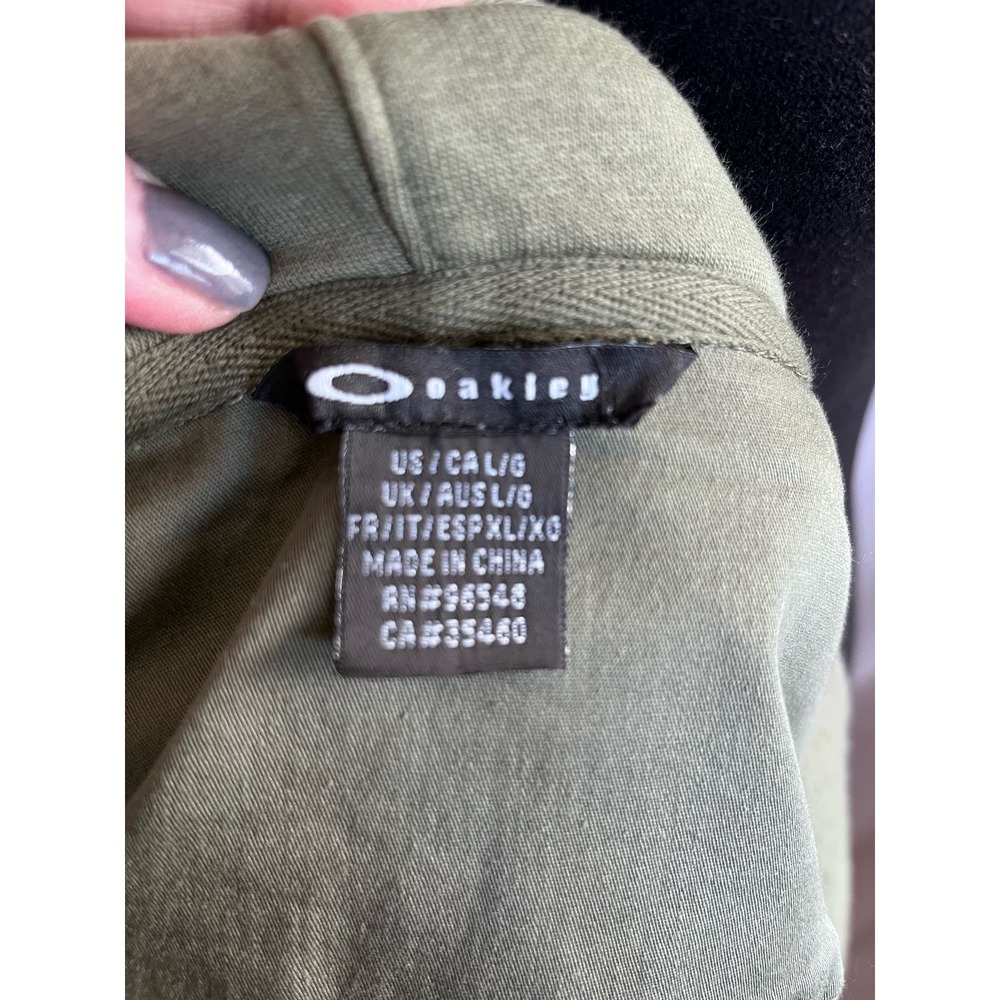 oakley
US/CA L/G
UK/AUS L/G
FR/IT/ESP XL/XG
MADE IN CHINA
RN#96548
CA#35460